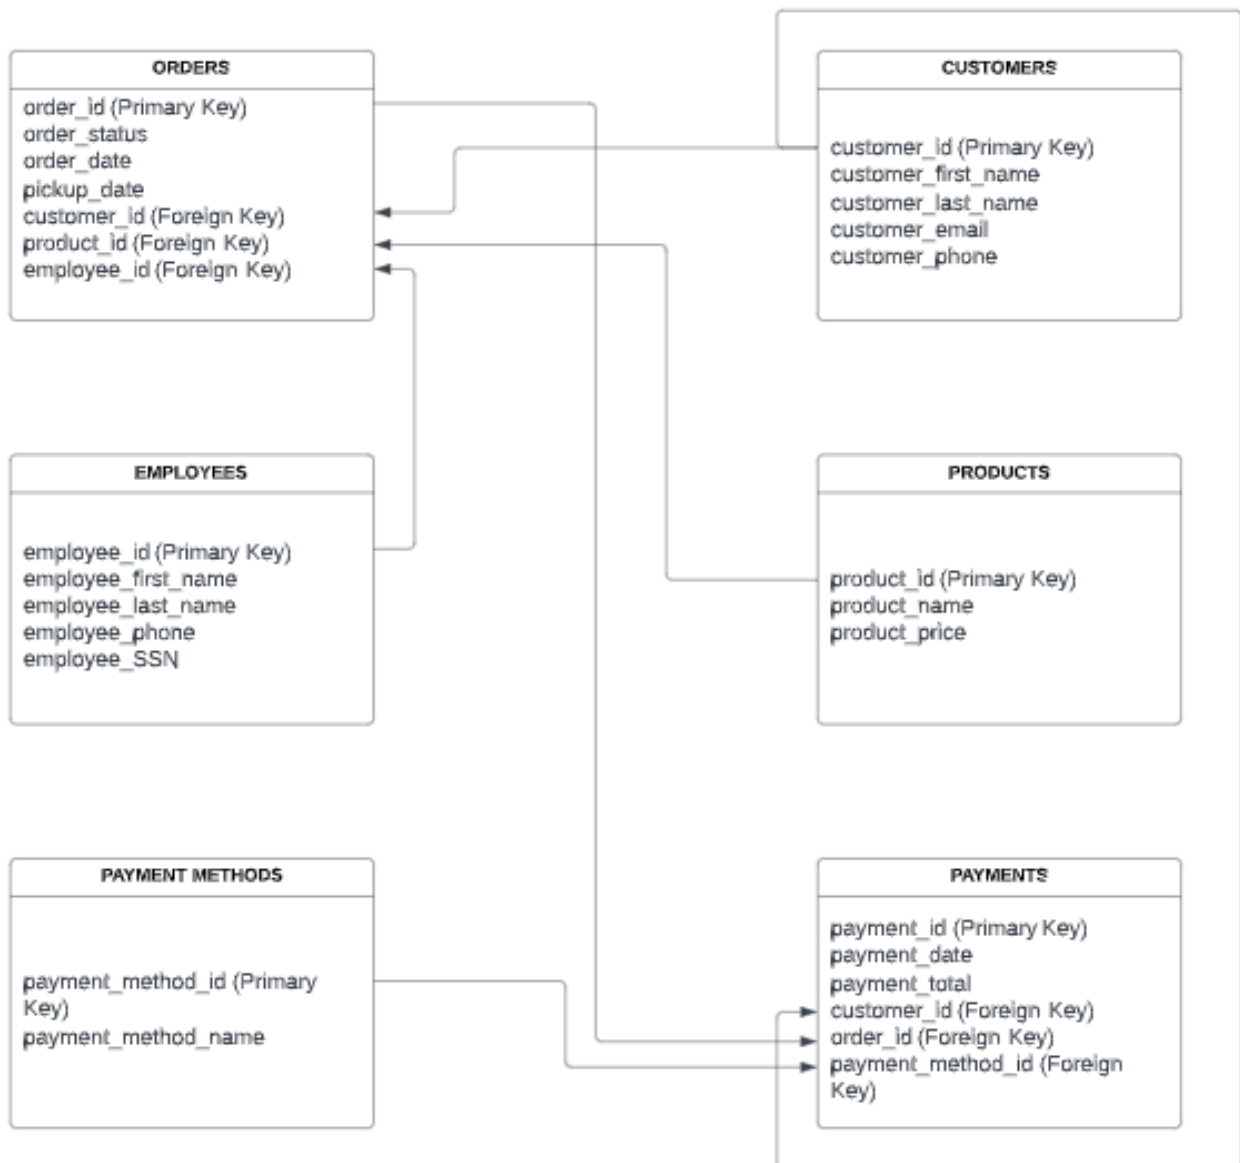 ORDERS
order_id (Primary Key)
order_status
order_date
pickup_date
customer_id (Foreign Key)
product_id (Foreign Key)
employee_id (Foreign Key)
CUSTOMERS
customer_id (Primary Key)
customer_first_name
customer_last_name
customer_email
customer_phone
EMPLOYEES
employee_id (Primary Key)
employee_first_name
employee_last_name
employee_phone
employee_SSN
PRODUCTS
product_id (Primary Key)
product_name
product_price
PAYMENT METHODS
payment_method_id (Primary
Key)
payment_method_name
PAYMENTS
payment_id (Primary Key)
payment_date
payment_total
customer_id (Foreign Key)
order_id (Foreign Key)
payment_method_id (Foreign
Key)